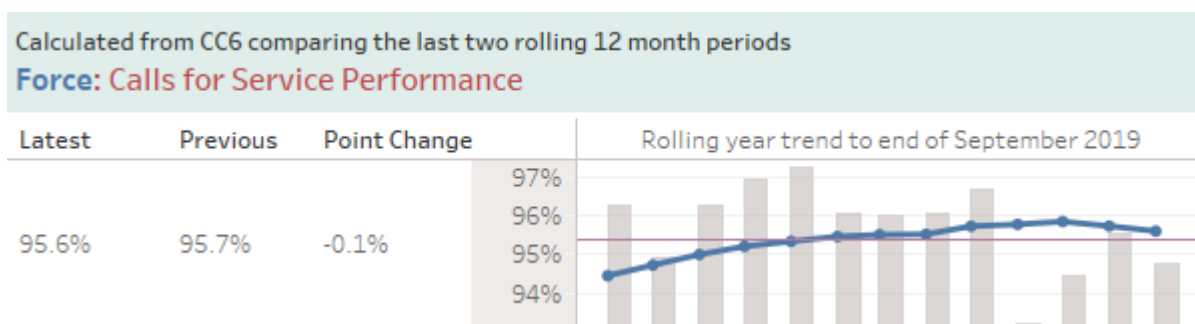 Calculated from CC6 comparing the last two rolling 12 month periods
Force: Calls for Service Performance
Latest Previous Point Change Rolling year trend to end of September 2019
97%
96%
95.6% 95.7% -0.1% 95%
94%